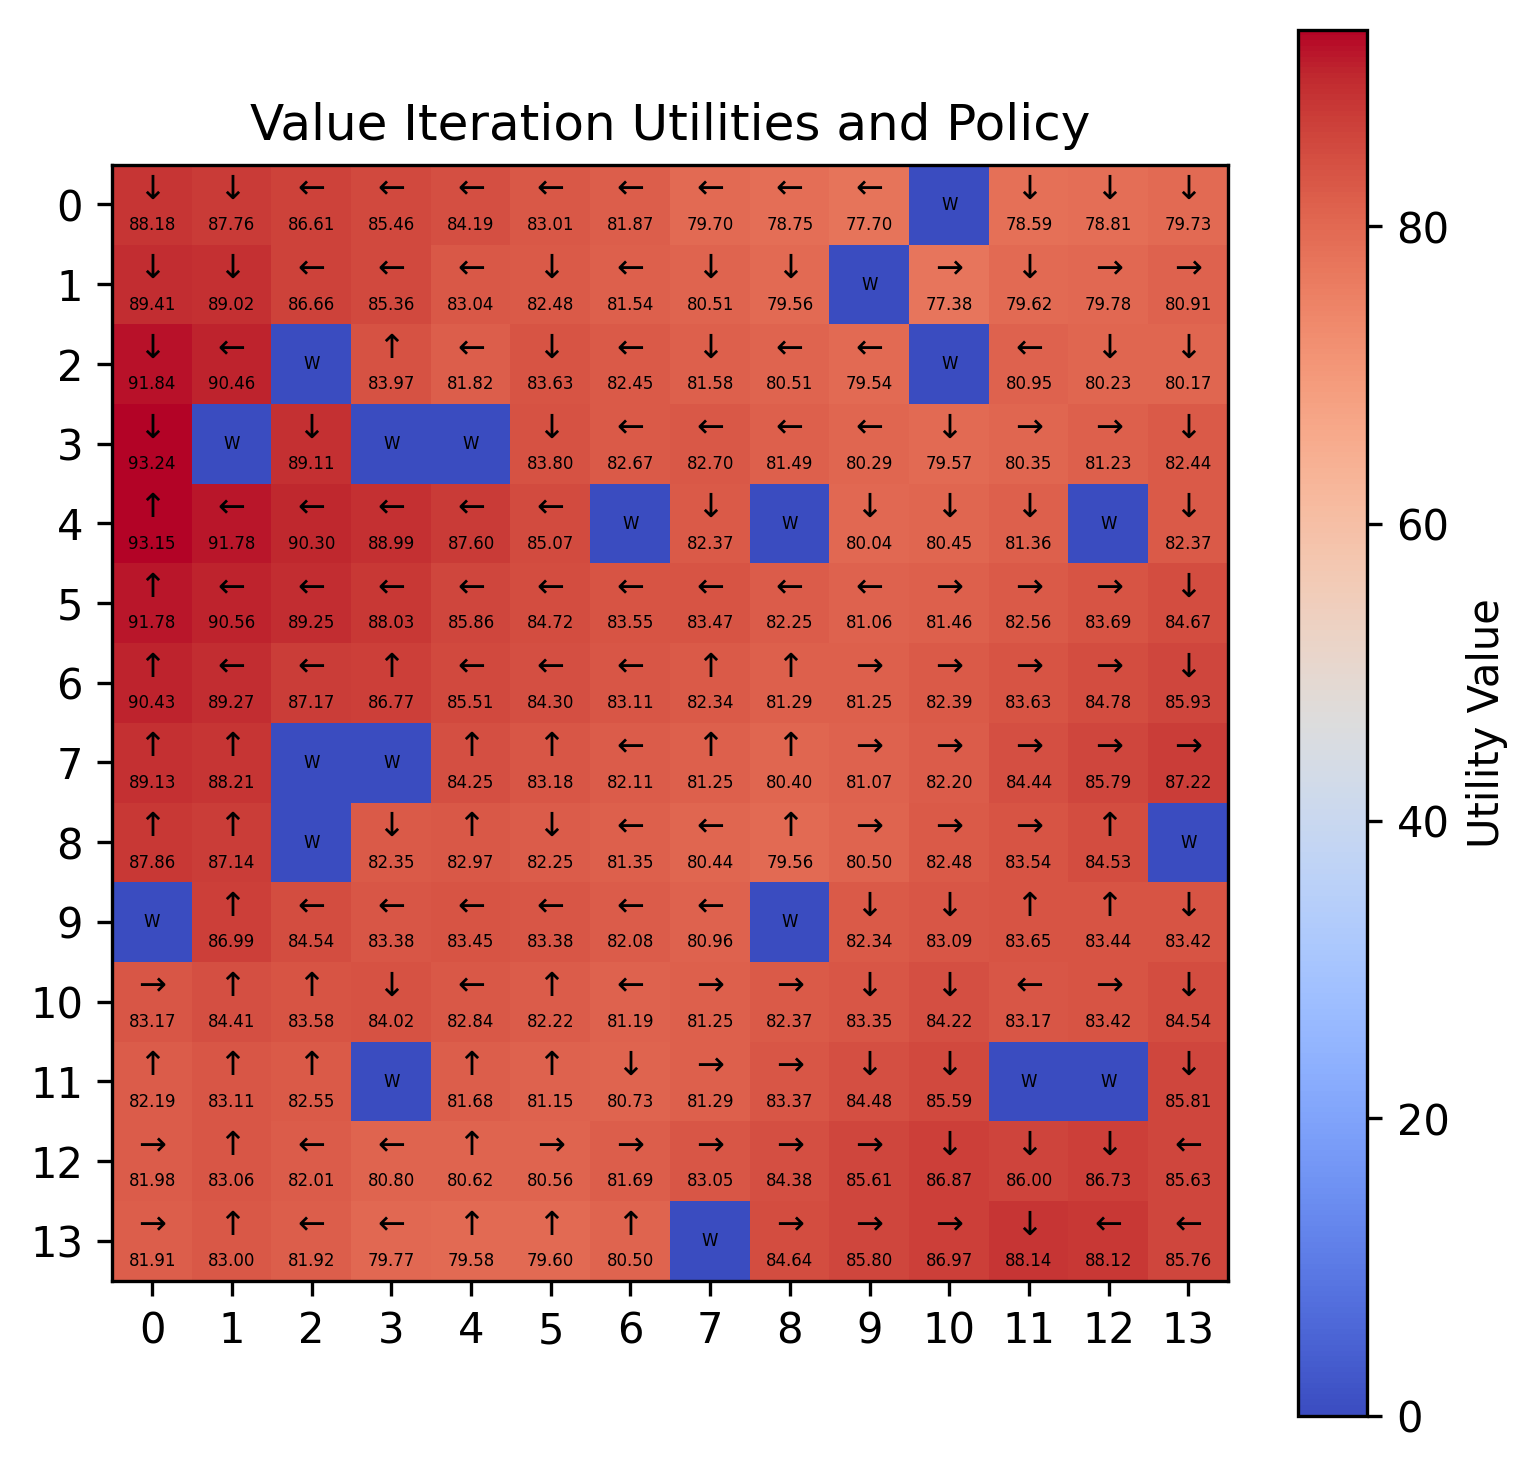 Value Iteration Utilities and Policy
0 ↓ ↓ ← ← ← ← ← ← ← ← W ↓ ↓ ↓
88.18 87.76 86.61 85.46 84.19 83.01 81.87 79.70 78.75 77.70 78.59 78.81 79.73
1 ↓ ↓ ← ← ← ↓ ← ↓ ↓ W → ↓ → →
89.41 89.02 86.66 85.36 83.04 82.48 81.54 80.51 79.56 77.38 79.62 79.78 80.91
2 ↓ ← W ↑ ← ↓ ← ↓ ← ← W ← ↓ ↓
91.84 90.46 83.97 81.82 83.63 82.45 81.58 80.51 79.54 80.95 80.23 80.17
3 ↓ W ↓ W W ↓ ← ← ← ← ↓ → → ↓
93.24 89.11 83.80 82.67 82.70 81.49 80.29 79.57 80.35 81.23 82.44
4 ↑ ← ← ← ← ← W ↓ W ↓ ↓ ↓ W ↓
93.15 91.78 90.30 88.99 87.60 85.07 82.37 80.04 80.45 81.36 82.37
5 ↑ ← ← ← ← ← ← ← ← ← → → → ↓
91.78 90.56 89.25 88.03 85.86 84.72 83.55 83.47 82.25 81.06 81.46 82.56 83.69 84.67
6 ↑ ← ← ↑ ← ← ← ↑ ↑ → → → → ↓
90.43 89.27 87.17 86.77 85.51 84.30 83.11 82.34 81.29 81.25 82.39 83.63 84.78 85.93
7 ↑ ↑ W W ↑ ↑ ← ↑ ↑ → → → → →
89.13 88.21 84.25 83.18 82.11 81.25 80.40 81.07 82.20 84.44 85.79 87.22
8 ↑ ↑ W ↓ ↑ ↓ ← ← ↑ → → → ↑ W
87.86 87.14 82.35 82.97 82.25 81.35 80.44 79.56 80.50 82.48 83.54 84.53
9 W ↑ ← ← ← ← ← ← W ↓ ↓ ↑ ↑ ↓
86.99 84.54 83.38 83.45 83.38 82.08 80.96 82.34 83.09 83.65 83.44 83.42
10 → ↑ ↑ ↓ ← ↑ ← → → ↓ ↓ ← → ↓
83.17 84.41 83.58 84.02 82.84 82.22 81.19 81.25 82.37 83.35 84.22 83.17 83.42 84.54
11 ↑ ↑ ↑ W ↑ ↑ ↓ → → ↓ ↓ W W ↓
82.19 83.11 82.55 81.68 81.15 80.73 81.29 83.37 84.48 85.59 85.81
12 → ↑ ← ← ↑ → → → → → ↓ ↓ ↓ ←
81.98 83.06 82.01 80.80 80.62 80.56 81.69 83.05 84.38 85.61 86.87 86.00 86.73 85.63
13 → ↑ ← ← ↑ ↑ ↑ W → → → ↓ ← ←
81.91 83.00 81.92 79.77 79.58 79.60 80.50 84.64 85.80 86.97 88.14 88.12 85.76
0 1 2 3 4 5 6 7 8 9 10 11 12 13
80
60
40
20
0
Utility Value